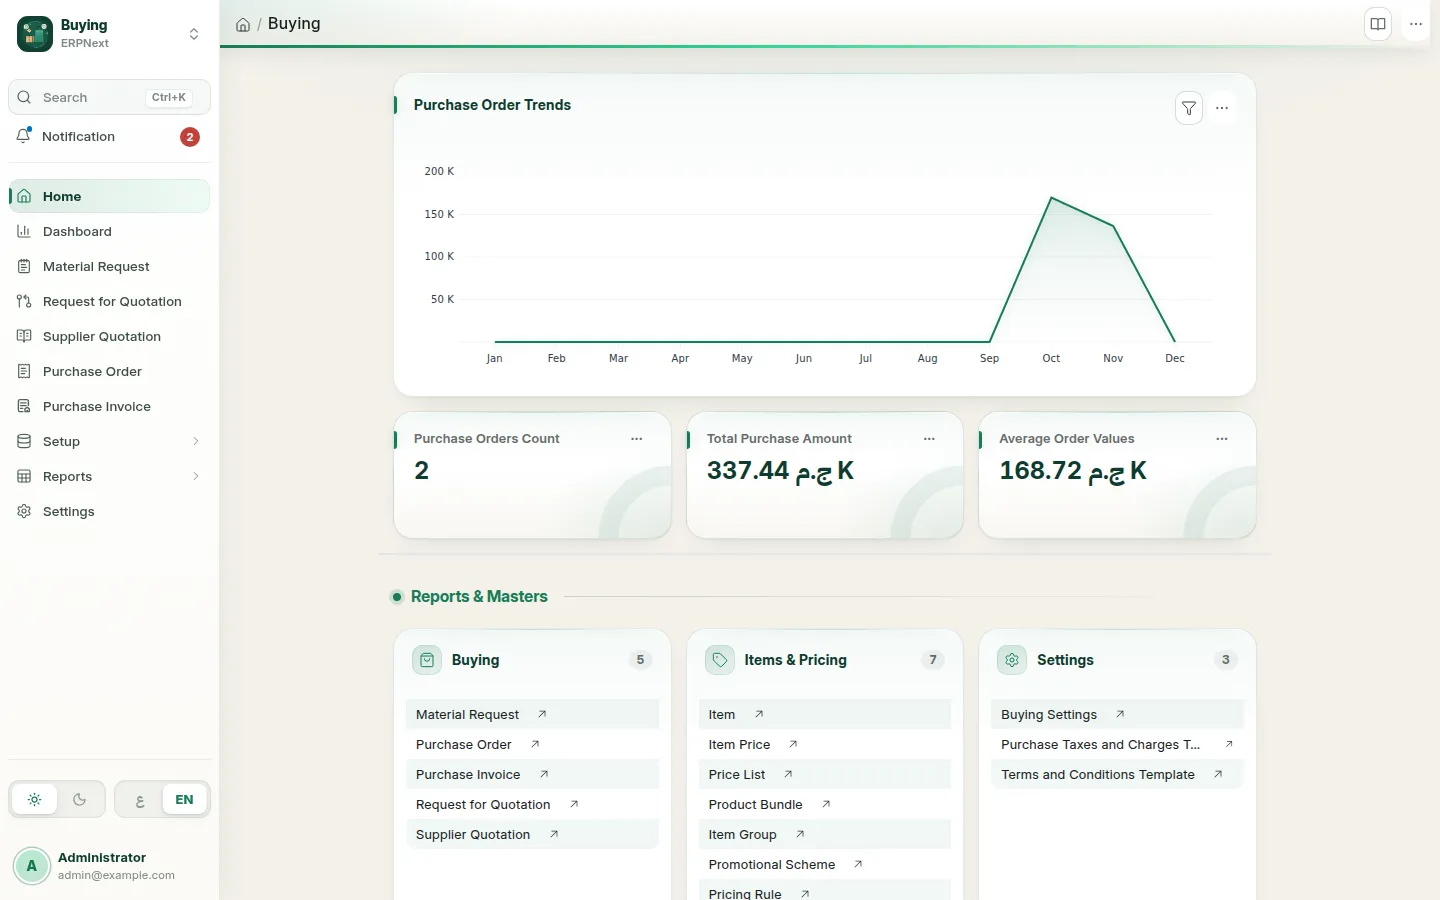 Buying
ERPNext
Search
Ctrl+K
Notification
2
Home
Dashboard
Material Request
Request for Quotation
Supplier Quotation
Purchase Order
Purchase Invoice
Setup
Reports
Settings
ع
EN
A
Administrator
admin@example.com
/ Buying
Purchase Order Trends
200 K
150 K
100 K
50 K
Jan Feb Mar Apr May Jun Jul Aug Sep Oct Nov Dec
Purchase Orders Count
2
Total Purchase Amount
337.44 ج.م K
Average Order Values
168.72 ج.م K
Reports & Masters
Buying
5
Material Request
Purchase Order
Purchase Invoice
Request for Quotation
Supplier Quotation
Items & Pricing
7
Item
Item Price
Price List
Product Bundle
Item Group
Promotional Scheme
Pricing Rule
Settings
3
Buying Settings
Purchase Taxes and Charges T...
Terms and Conditions Template